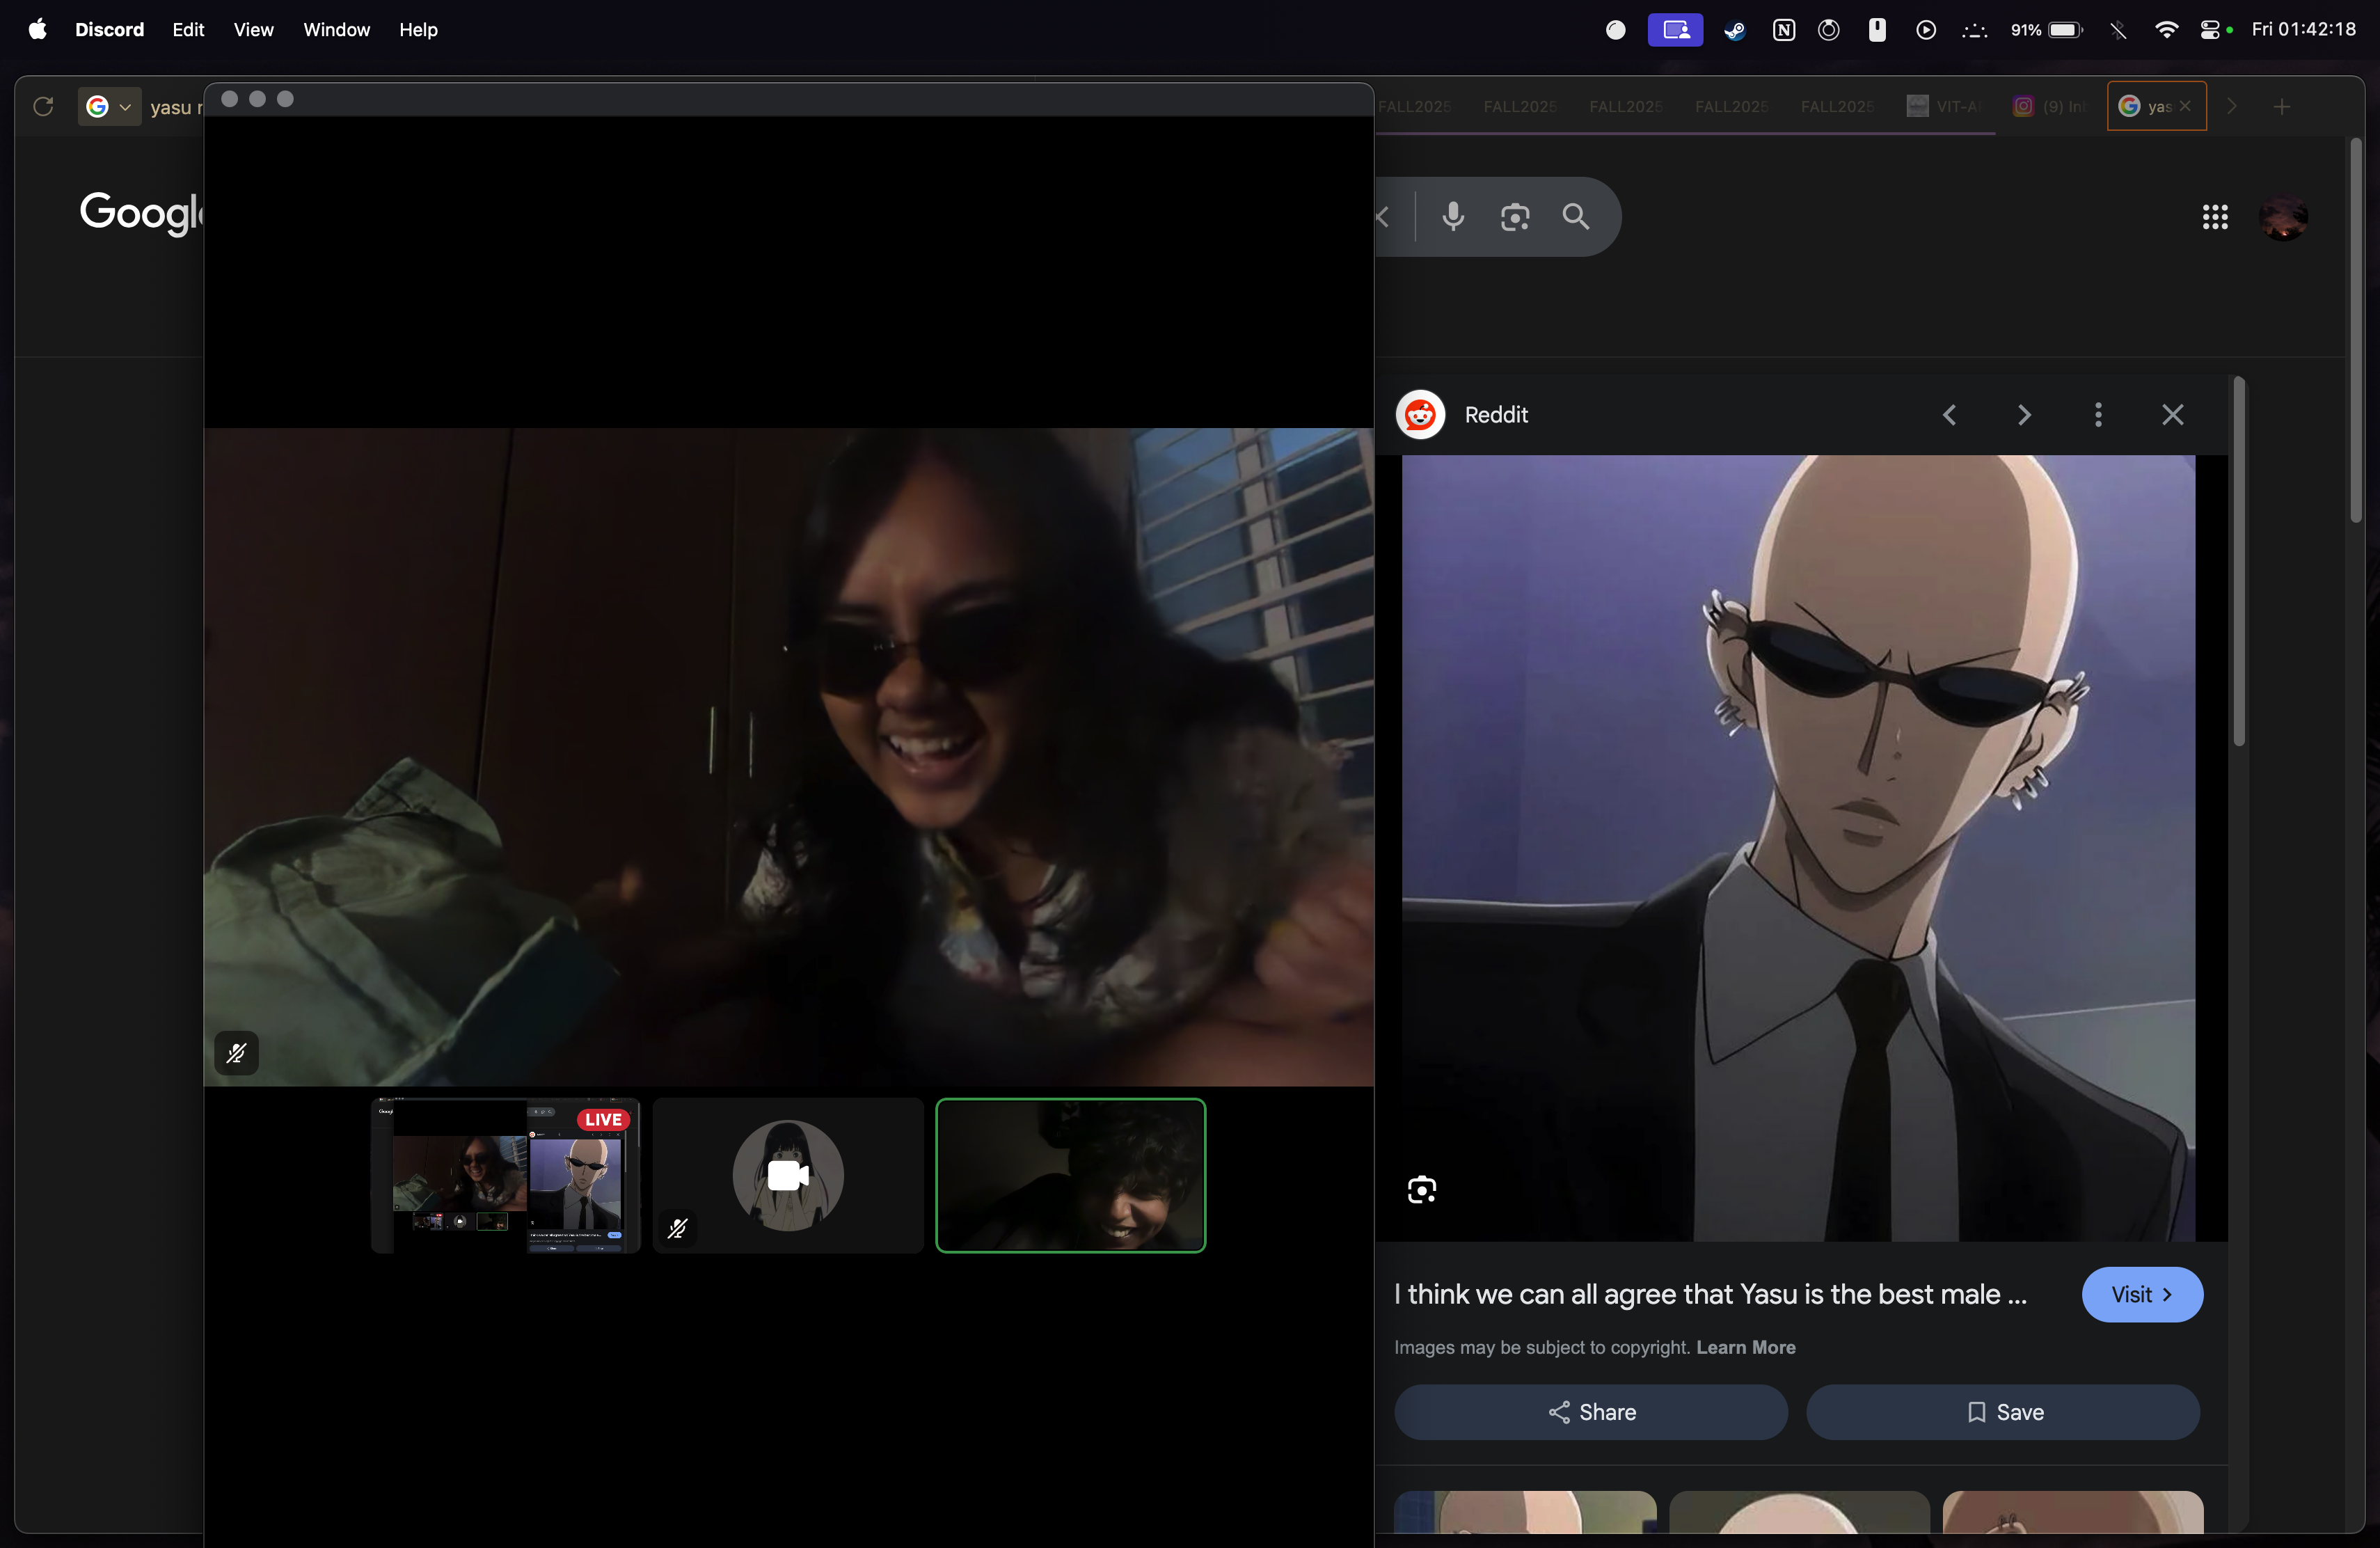 Discord Edit View Window Help
91% Fri 01:42:18
yasu
FALL2025 FALL2025 FALL2025 FALL2025 FALL2025 VIT-A (9) In yas
Google
Reddit
LIVE
I think we can all agree that Yasu is the best male ...
Visit
Images may be subject to copyright. Learn More
Share
Save